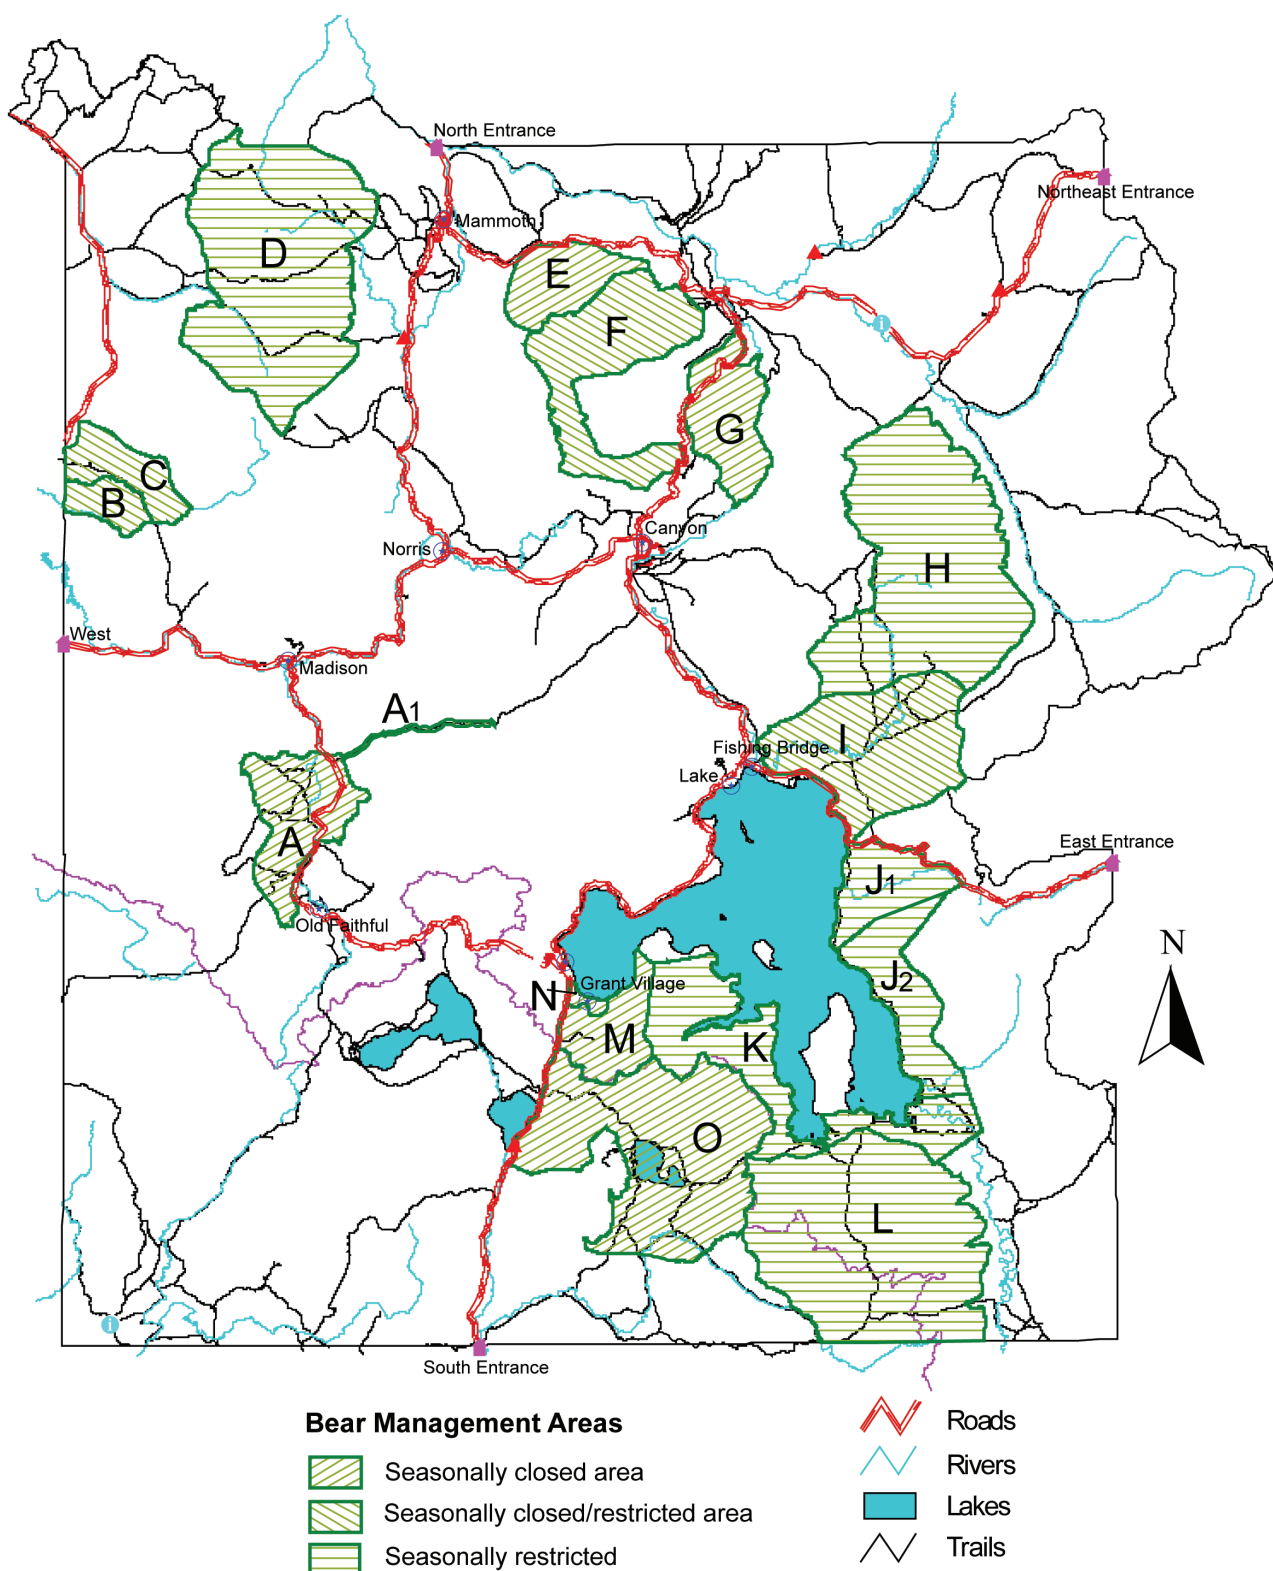 North Entrance
Northeast Entrance
Mammoth
D
E
F
G
C
B
Canyon
Norris
H
West
Madison
A1
I
Fishing Bridge
Lake
A
East Entrance
J1
Old Faithful
N
J2
Grant Village
N
M
K
O
L
South Entrance
Bear Management Areas
Seasonally closed area
Seasonally closed/restricted area
Seasonally restricted
Roads
Rivers
Lakes
Trails
i
i